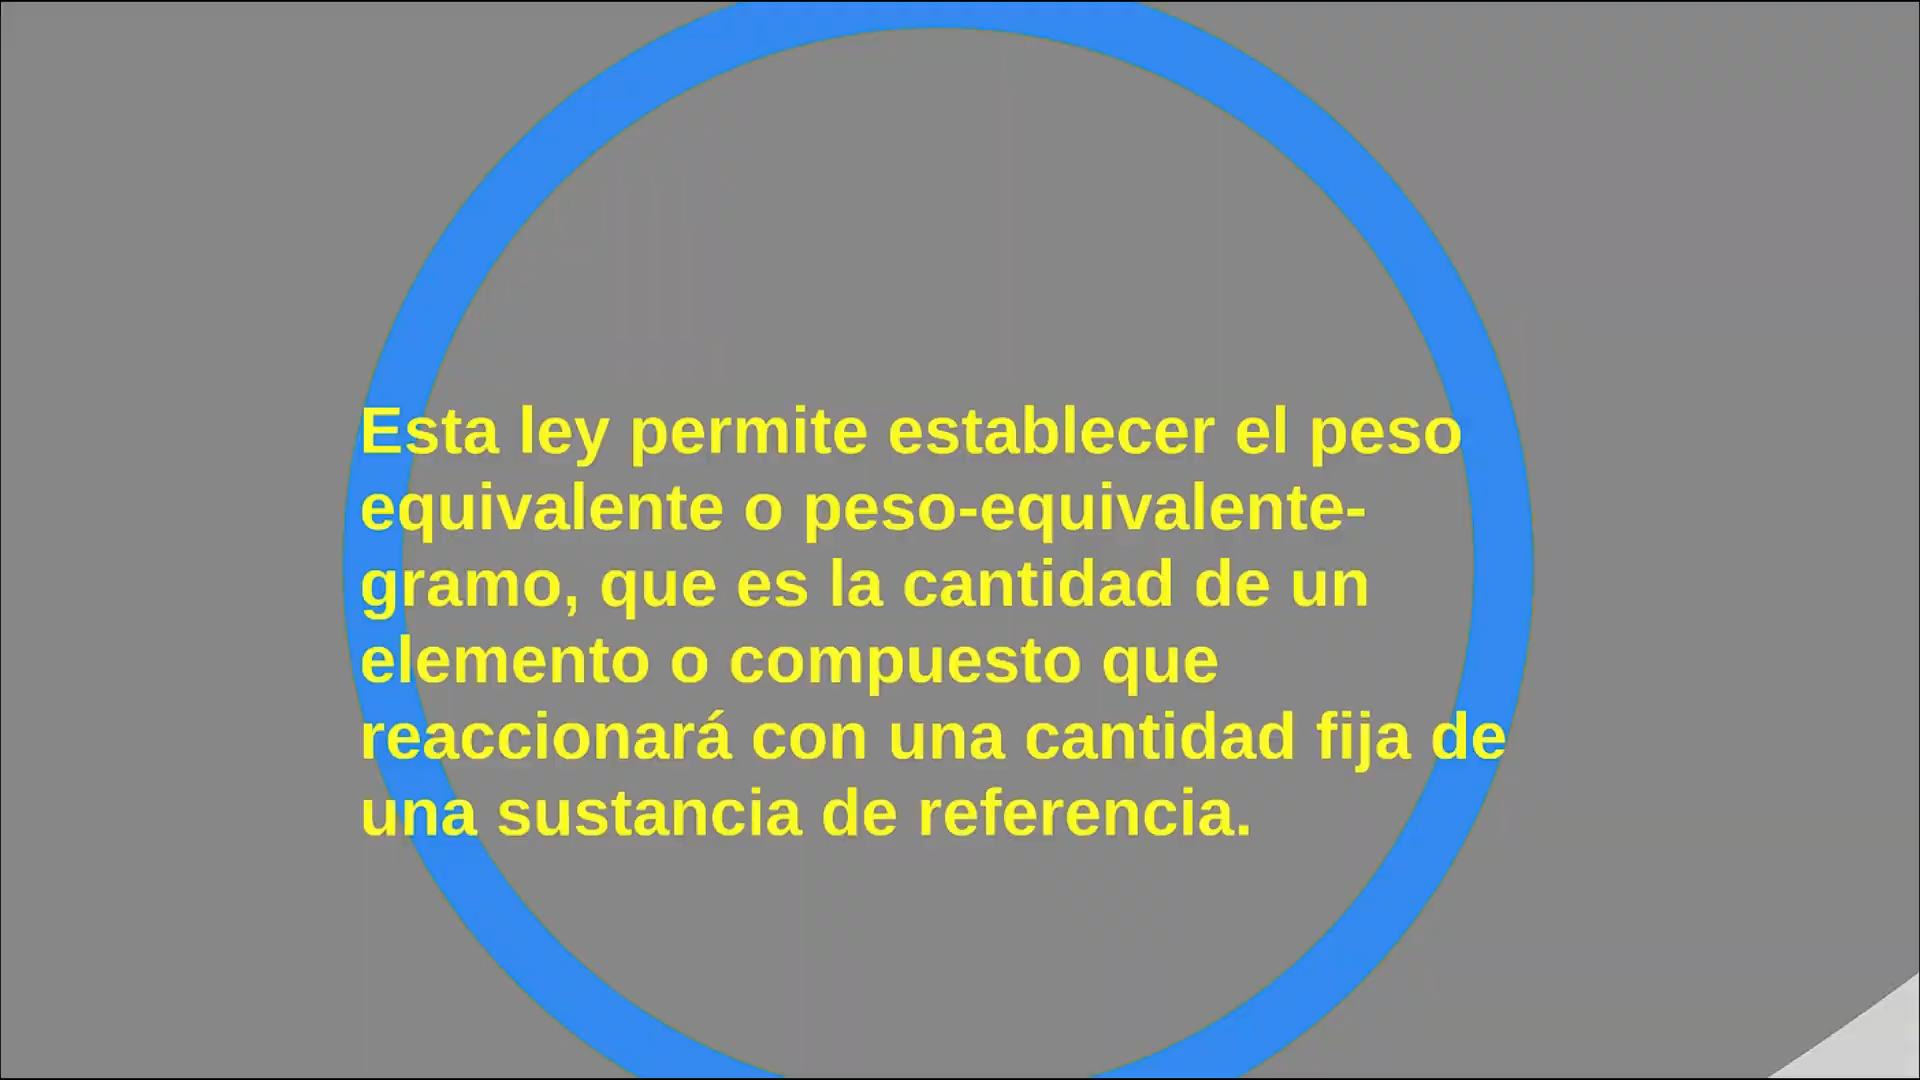 Esta ley permite establecer el peso
equivalente o peso-equivalente-
gramo, que es la cantidad de un
elemento o compuesto que
reaccionará con una cantidad fija de
una sustancia de referencia.